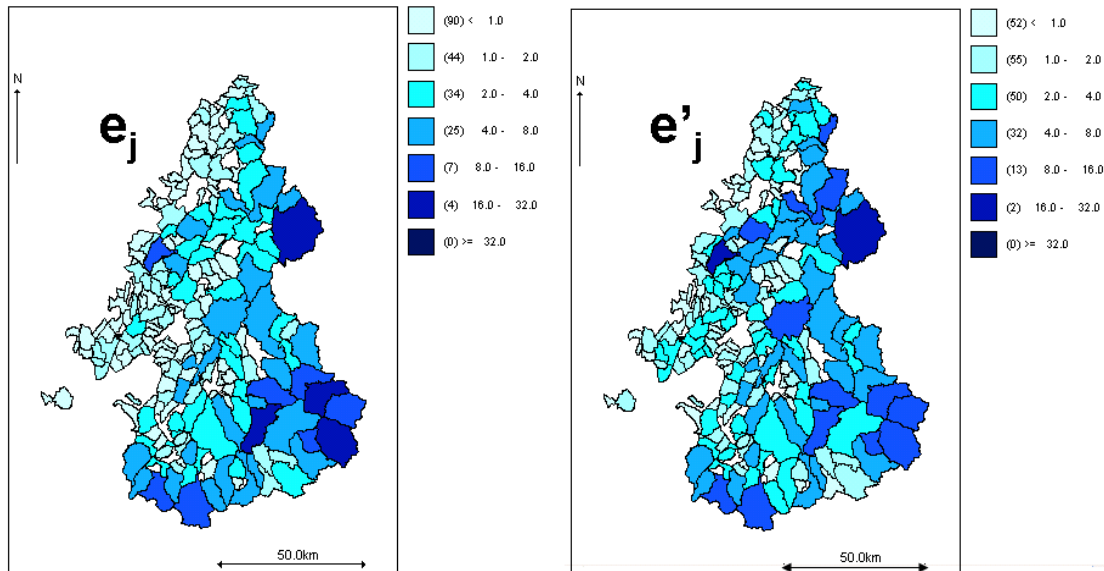 (90) < 1.0
(44) 1.0 - 2.0
(34) 2.0 - 4.0
(25) 4.0 - 8.0
(7) 8.0 - 16.0
(4) 16.0 - 32.0
(0) >= 32.0
N
ej
50.0km
(52) < 1.0
(55) 1.0 - 2.0
(50) 2.0 - 4.0
(32) 4.0 - 8.0
(13) 8.0 - 16.0
(2) 16.0 - 32.0
(0) >= 32.0
N
e'j
50.0km